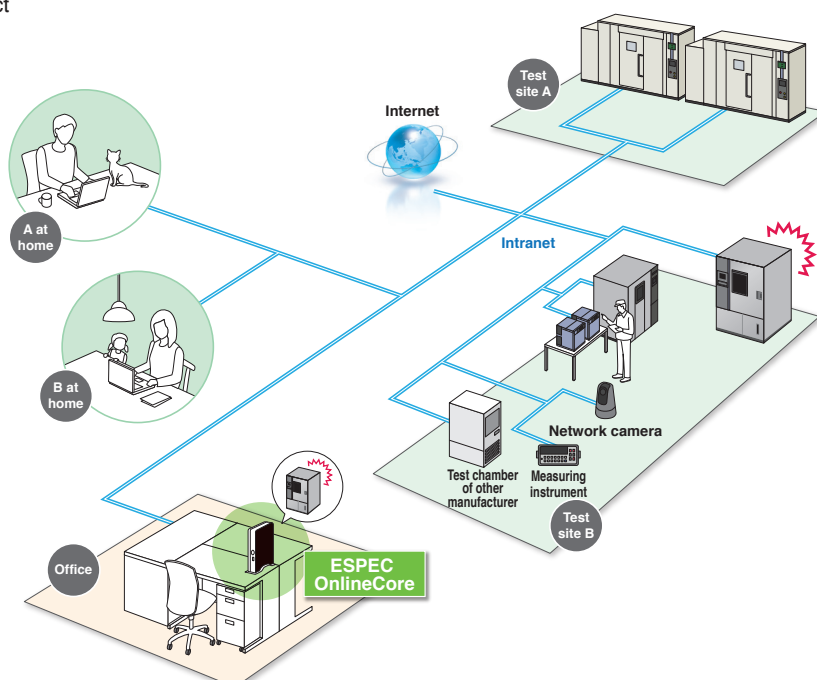 ct
Test
site A
Internet
A at
home
Intranet
B at
home
Network camera
Test chamber
of other
manufacturer
Measuring
instrument
Test
site B
Office
ESPEC
OnlineCore